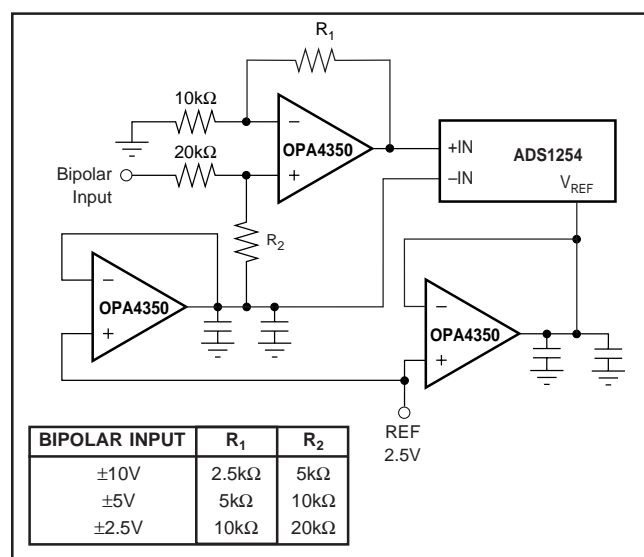 R1
10kΩ
−
OPA4350
+
20kΩ
Bipolar
Input
+IN
ADS1254
–IN
VREF
R2
−
OPA4350
+
−
OPA4350
+
REF
2.5V
BIPOLAR INPUT R1 R2
±10V 2.5kΩ 5kΩ
±5V 5kΩ 10kΩ
±2.5V 10kΩ 20kΩ